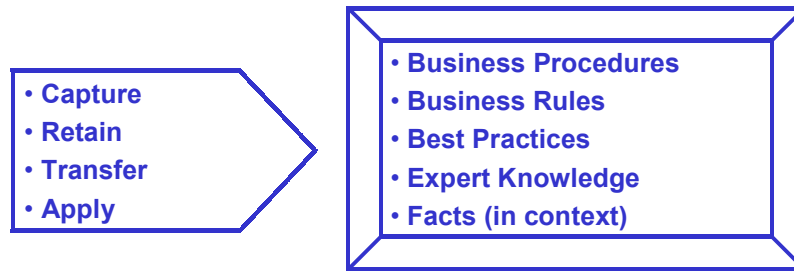 • Capture
• Retain
• Transfer
• Apply
• Business Procedures
• Business Rules
• Best Practices
• Expert Knowledge
• Facts (in context)